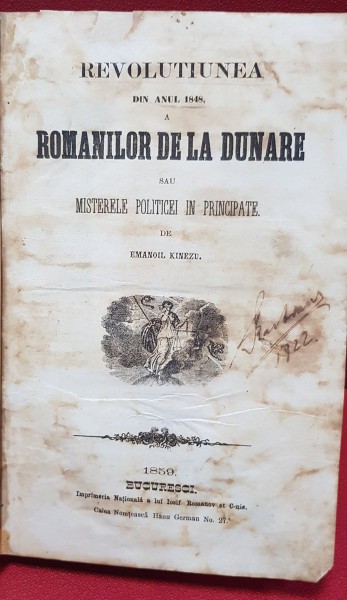 REVOLUTIUNEA
DIN ANUL 1848,
A
ROMANILOR DE LA DUNARE
SAU
MISTERELE POLITICEI IN PRINCIPATE.
DE
EMANOIL KINEZU.
1922.
1859.
BUCURESCI.
Imprimeria Naţională a lui Iosif Romanov et C-nie.
Calea Nemţească Hanu German No. 27.